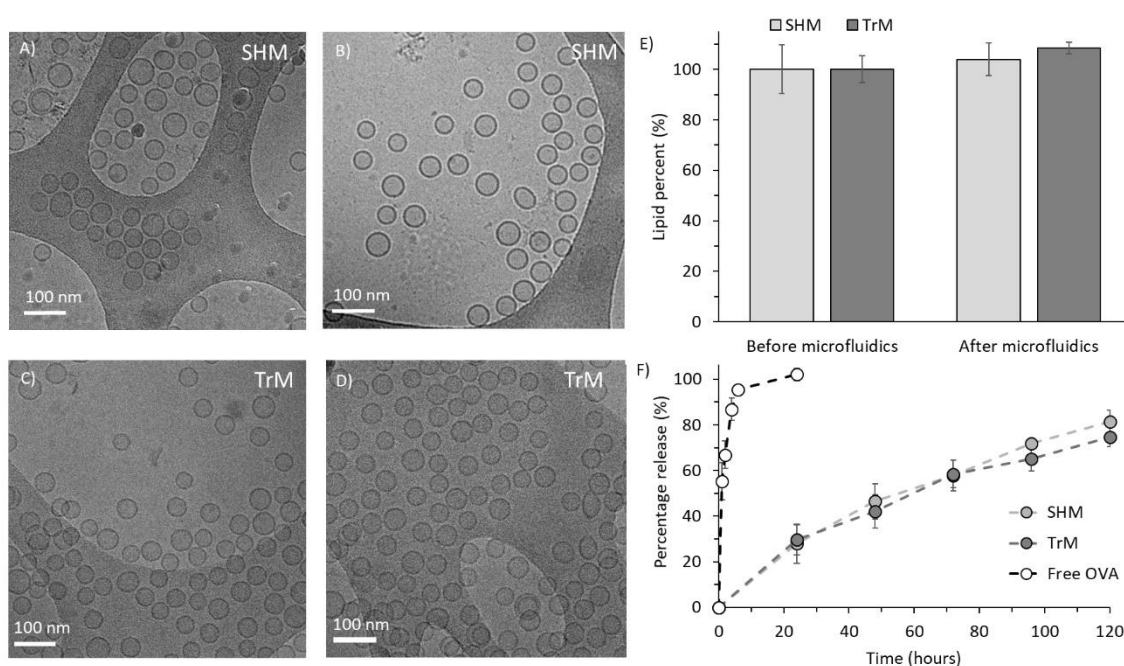 A)
SHM
100 nm
B)
SHM
100 nm
C)
TrM
100 nm
D)
TrM
100 nm
E)
SHM TrM
Lipid percent (%)
100
80
60
40
20
0
Before microfluidics After microfluidics
F)
Percentage release (%)
100
80
60
40
20
0
SHM
TrM
Free OVA
0 20 40 60 80 100 120
Time (hours)